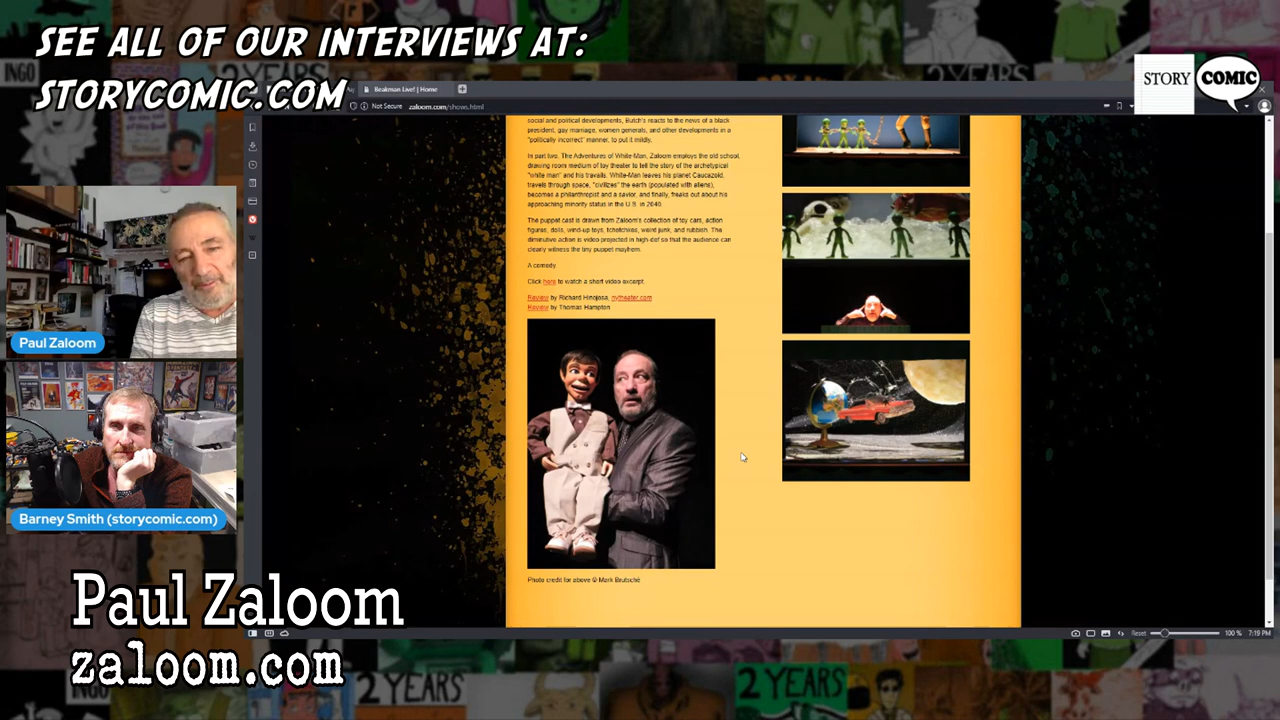 SEE ALL OF OUR INTERVIEWS AT:
STORYCOMIC.COM
STORY COMIC
INGO
2 YEARS
Beakman Live! | Home
Not Secure zaloom.com/shows.html
social and political developments, Butch's reacts to the news of a black
president, gay marriage, women generals, and other developments in a
"politically incorrect" manner, to put it mildly.
In part two, The Adventures of White-Man, Zaloom employs the old school,
drawing room medium of toy theater to tell the story of the archetypical
"white man" and his travails. White-Man leaves his planet Caucazoid,
travels through space, "civilizes" the earth (populated with aliens),
becomes a philanthropist and a savior, and finally, freaks out about his
approaching minority status in the U.S. in 2040.
The puppet cast is drawn from Zaloom's collection of toy cars, action
figures, dolls, wind-up toys, tchotchkes, weird junk, and rubbish. The
diminutive action is video projected in high-def so that the audience can
clearly witness the tiny puppet mayhem.
A comedy.
Click here to watch a short video excerpt.
Review by Richard Hinojosa, nytheater.com
Review by Thomas Hampton
Photo credit for above © Mark Brutsché
Paul Zaloom
Barney Smith (storycomic.com)
Paul Zaloom
zaloom.com
Reset 100 % 7:19 PM
INGO
2 YEARS
2 YEARS